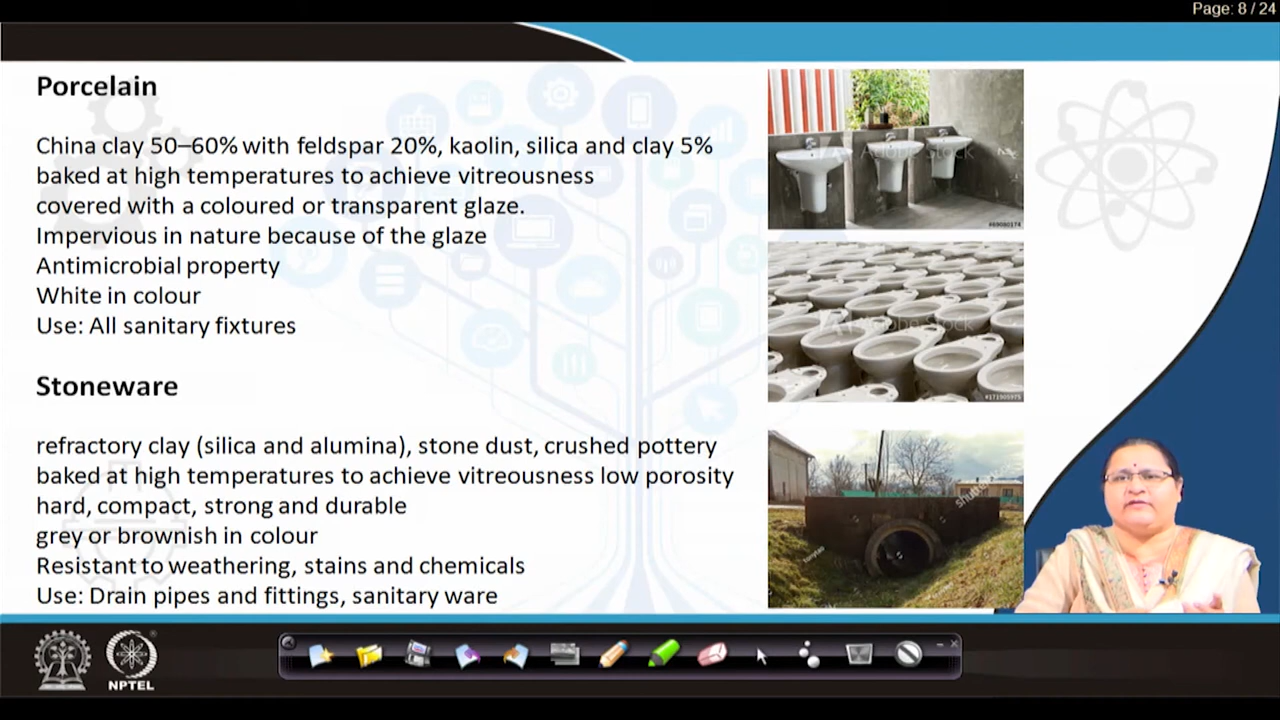 Page: 8 / 24
Porcelain
China clay 50–60% with feldspar 20%, kaolin, silica and clay 5%
baked at high temperatures to achieve vitreousness
covered with a coloured or transparent glaze.
Impervious in nature because of the glaze
Antimicrobial property
White in colour
Use: All sanitary fixtures
Stoneware
refractory clay (silica and alumina), stone dust, crushed pottery
baked at high temperatures to achieve vitreousness low porosity
hard, compact, strong and durable
grey or brownish in colour
Resistant to weathering, stains and chemicals
Use: Drain pipes and fittings, sanitary ware
Adobe Stock
Adobe Stock
NPTEL